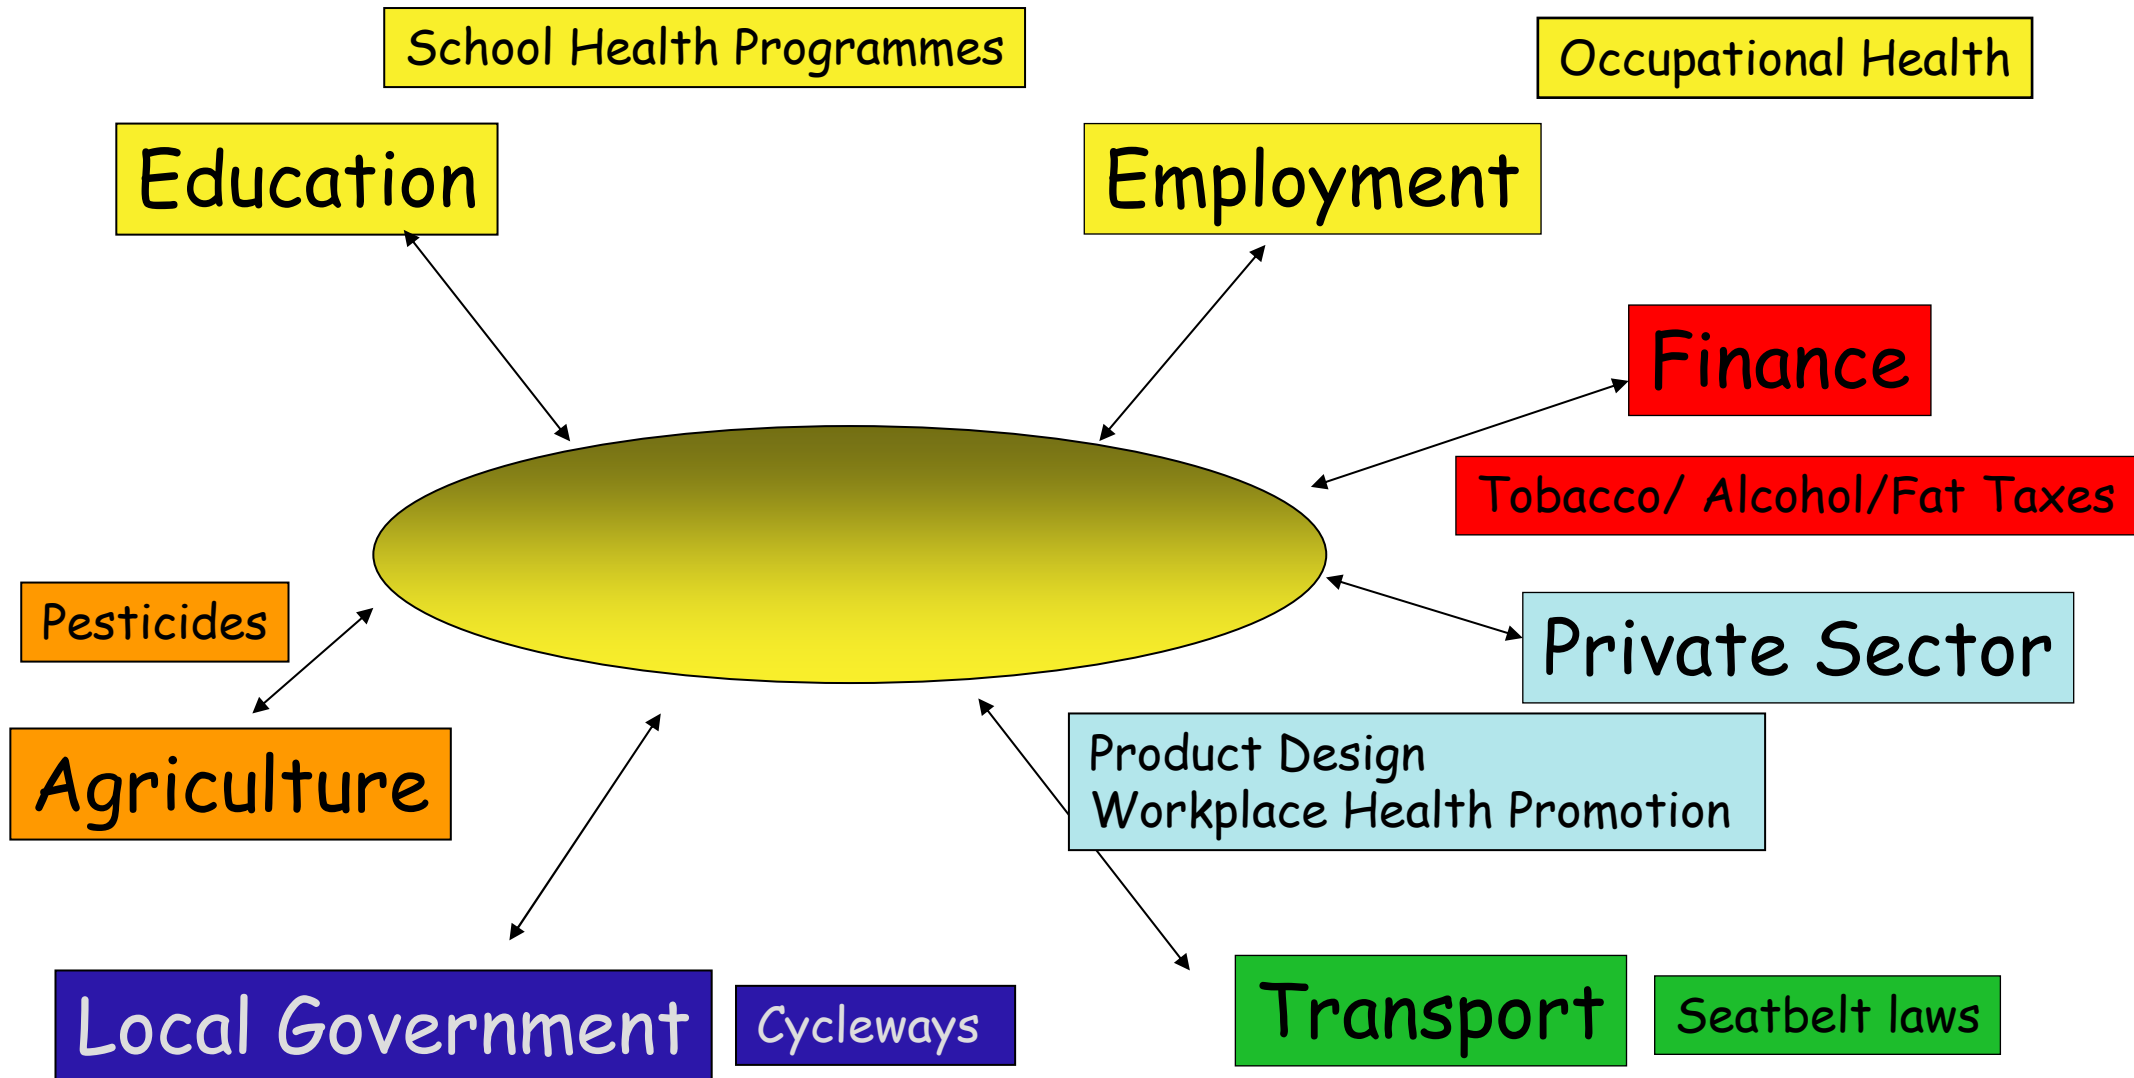 School Health Programmes
Occupational Health
Education
Employment
Finance
Tobacco/ Alcohol/Fat Taxes
Pesticides
Private Sector
Agriculture
Product Design
Workplace Health Promotion
Local Government
Cycleways
Transport
Seatbelt laws